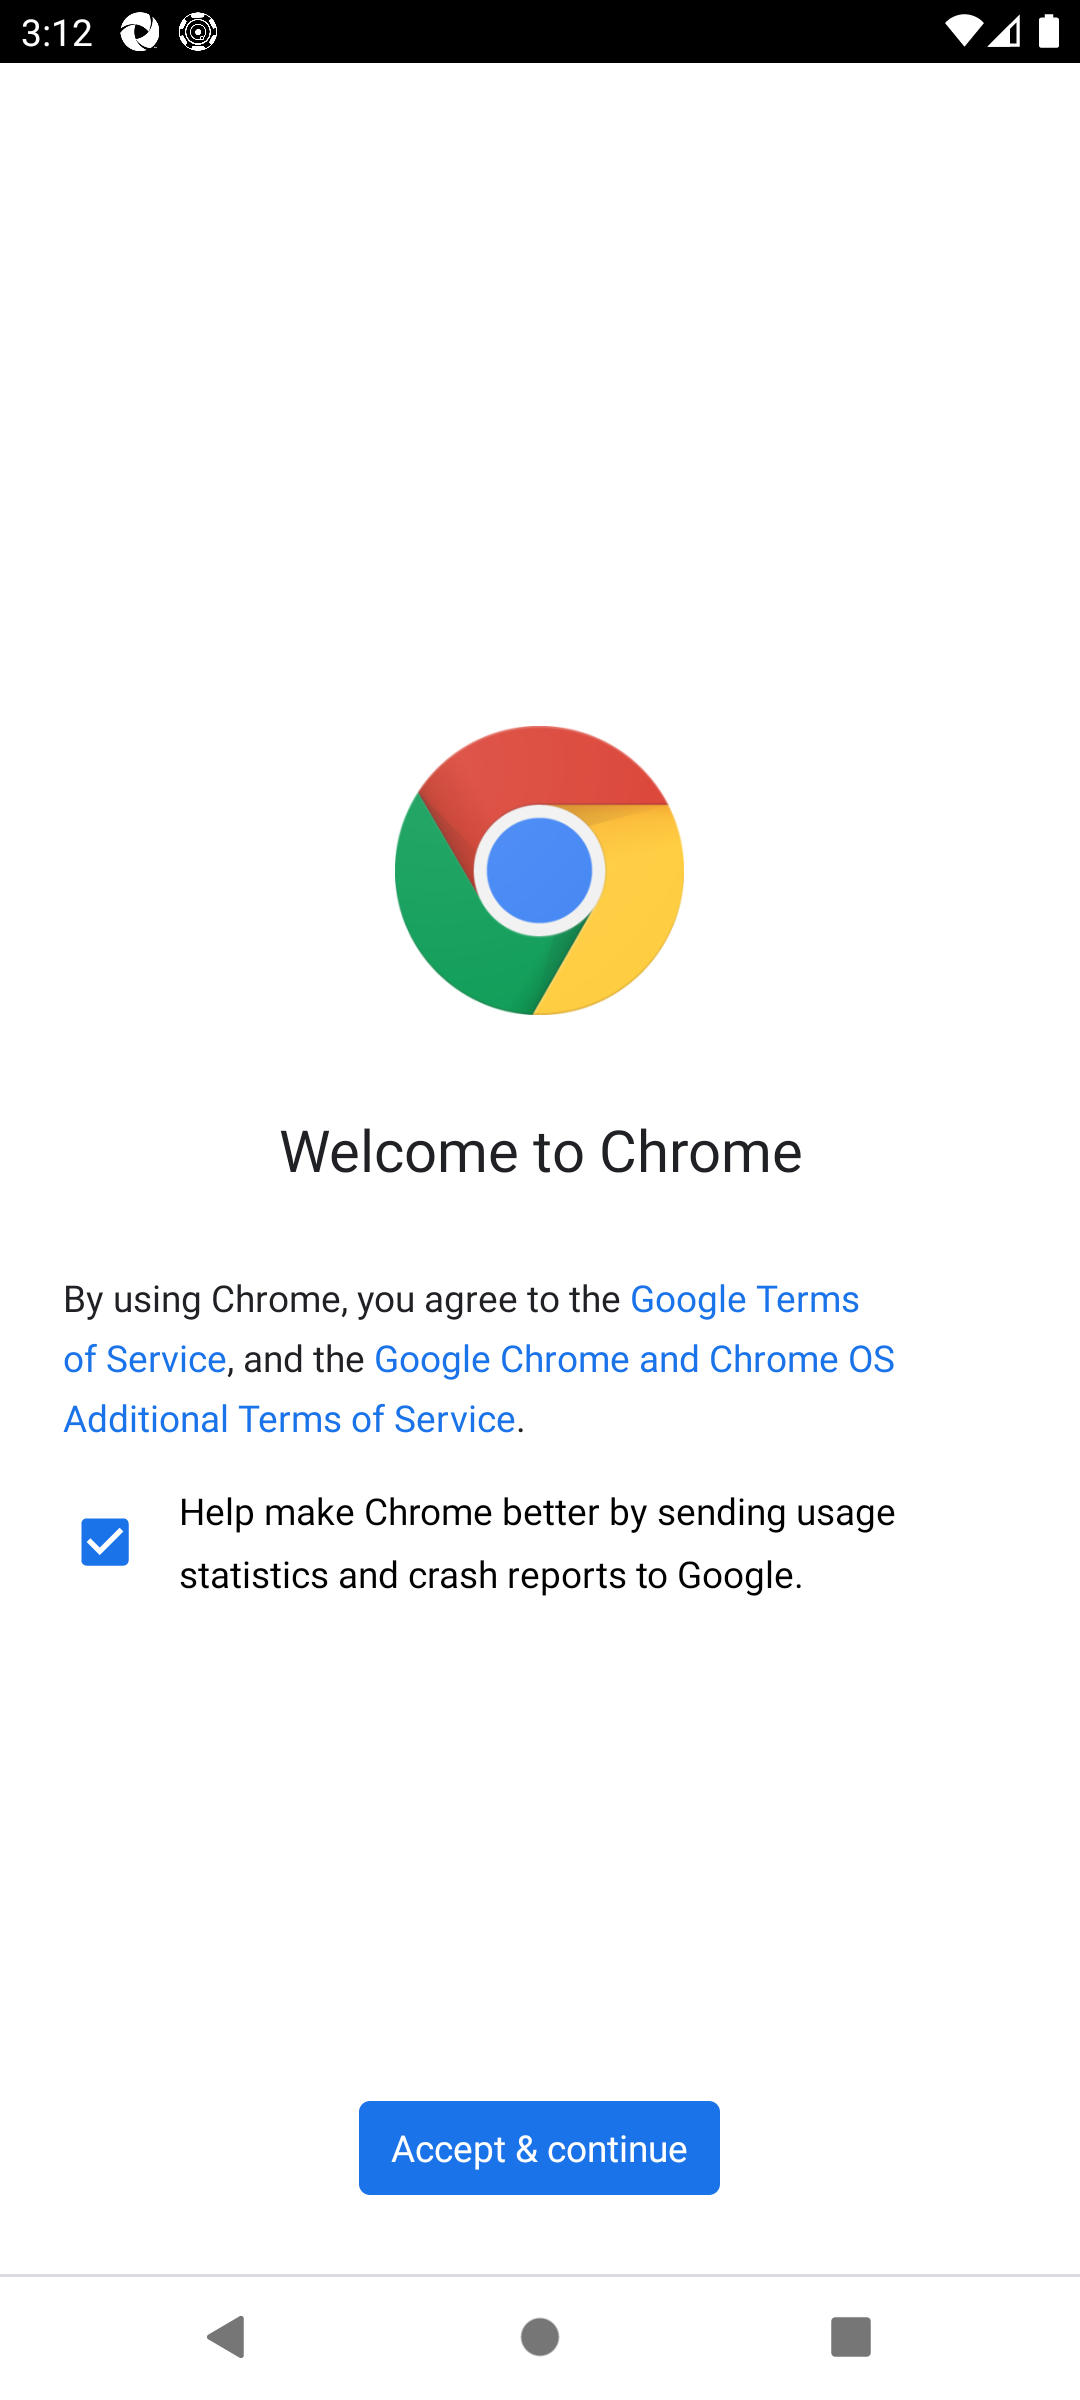 3:12
Welcome to Chrome
By using Chrome, you agree to the Google Terms
of Service, and the Google Chrome and Chrome OS
Additional Terms of Service.
Help make Chrome better by sending usage
statistics and crash reports to Google.
Accept & continue